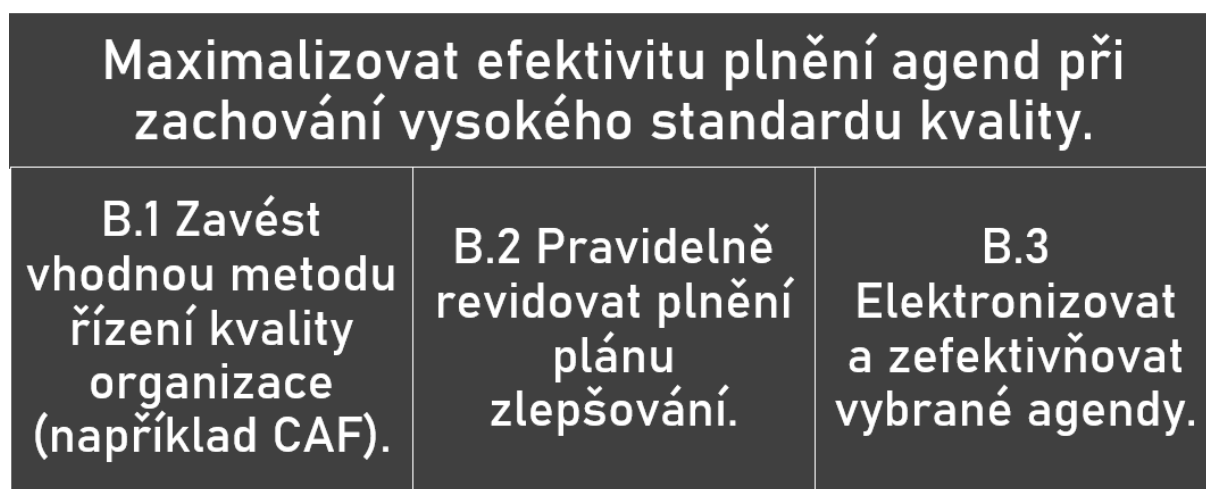 Maximalizovat efektivitu plnění agend při
zachování vysokého standardu kvality.
B.1 Zavést
vhodnou metodu
řízení kvality
organizace
(například CAF).
B.2 Pravidelně
revidovat plnění
plánu
zlepšování.
B.3
Elektronizovat
a zefektivňovat
vybrané agendy.